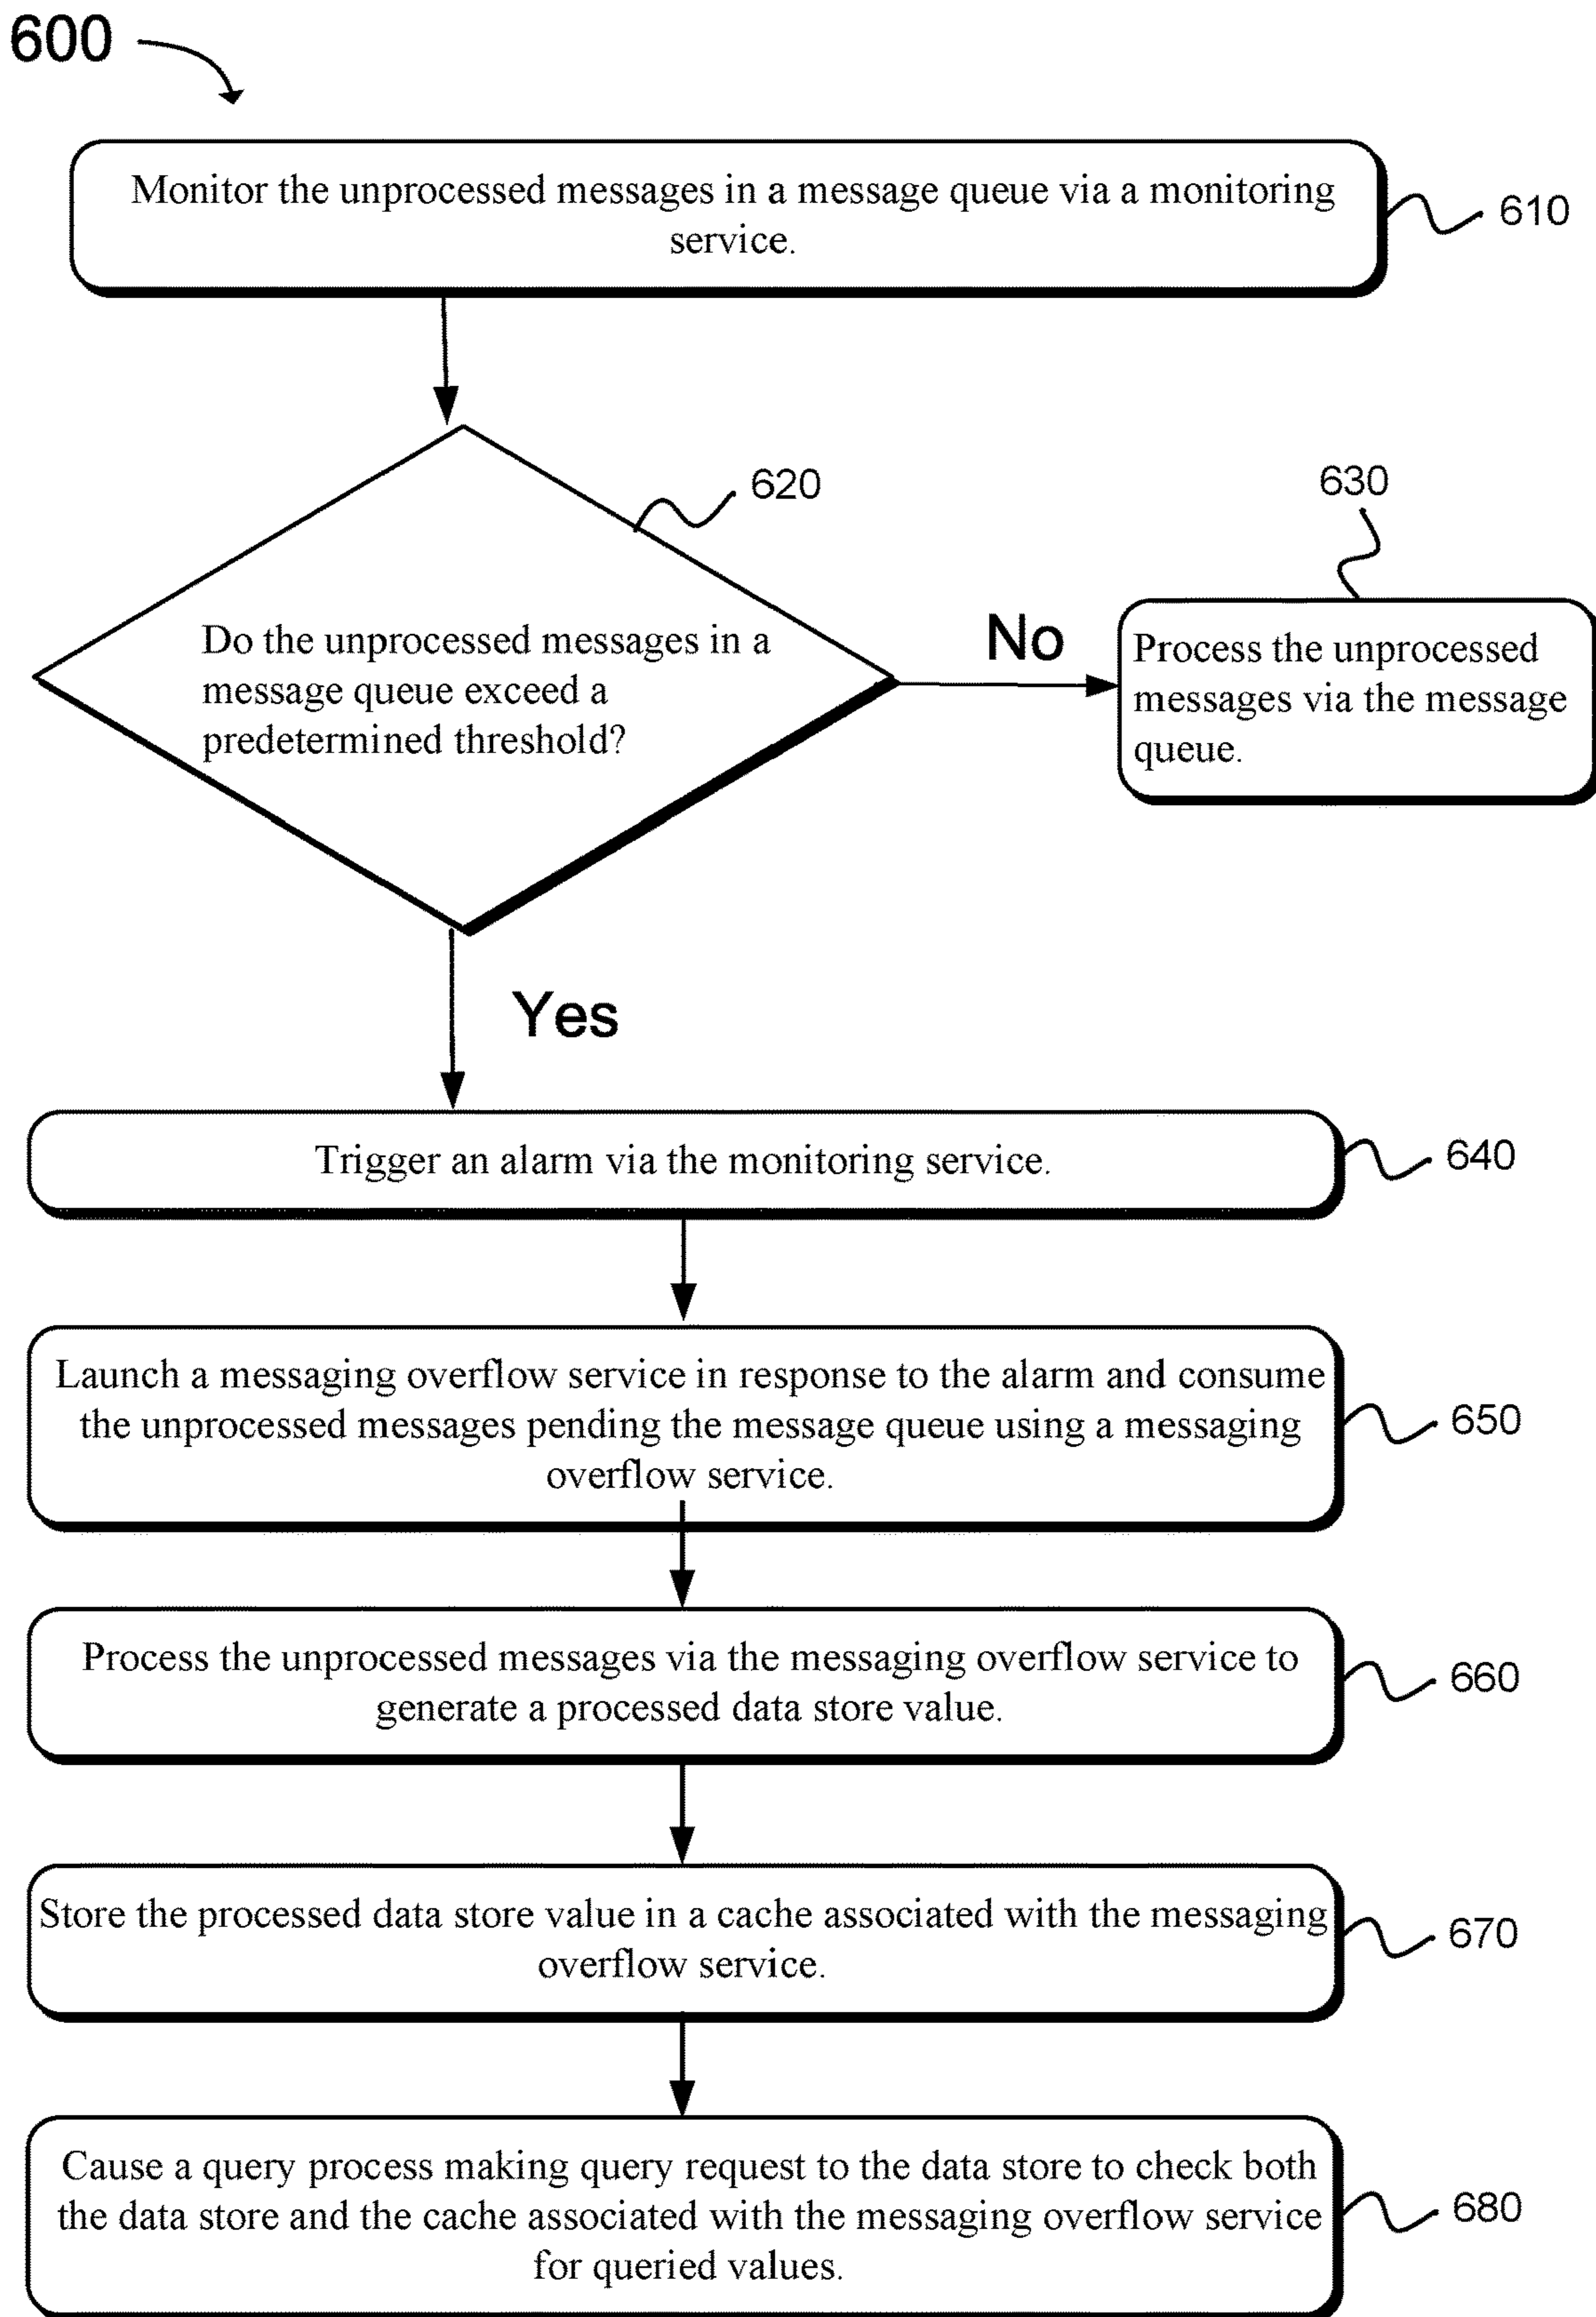 600
Monitor the unprocessed messages in a message queue via a monitoring
service.
610
620
Do the unprocessed messages in a
message queue exceed a
predetermined threshold?
No
630
Process the unprocessed
messages via the message
queue.
Yes
Trigger an alarm via the monitoring service.
640
Launch a messaging overflow service in response to the alarm and consume
the unprocessed messages pending the message queue using a messaging
overflow service.
650
Process the unprocessed messages via the messaging overflow service to
generate a processed data store value.
660
Store the processed data store value in a cache associated with the messaging
overflow service.
670
Cause a query process making query request to the data store to check both
the data store and the cache associated with the messaging overflow service
for queried values.
680